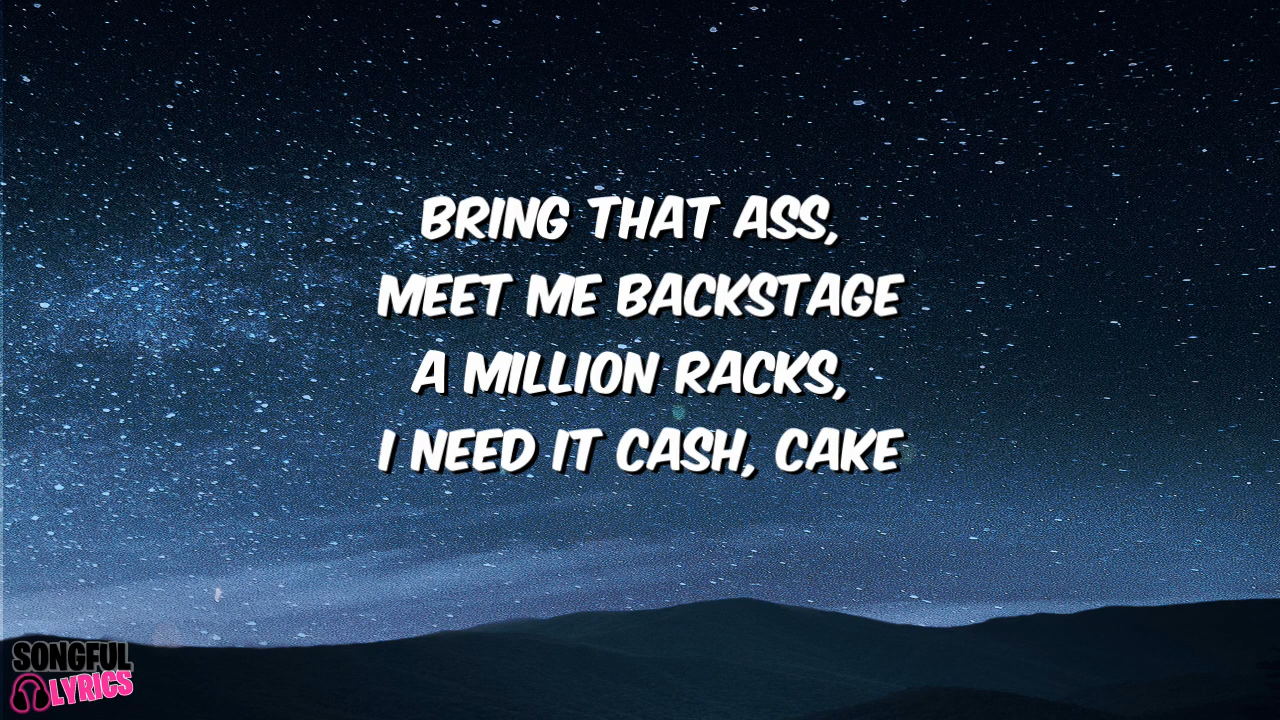 BRING THAT ASS,
MEET ME BACKSTAGE
A MILLION RACKS,
I NEED IT CASH, CAKE
SONGFUL
LYRICS